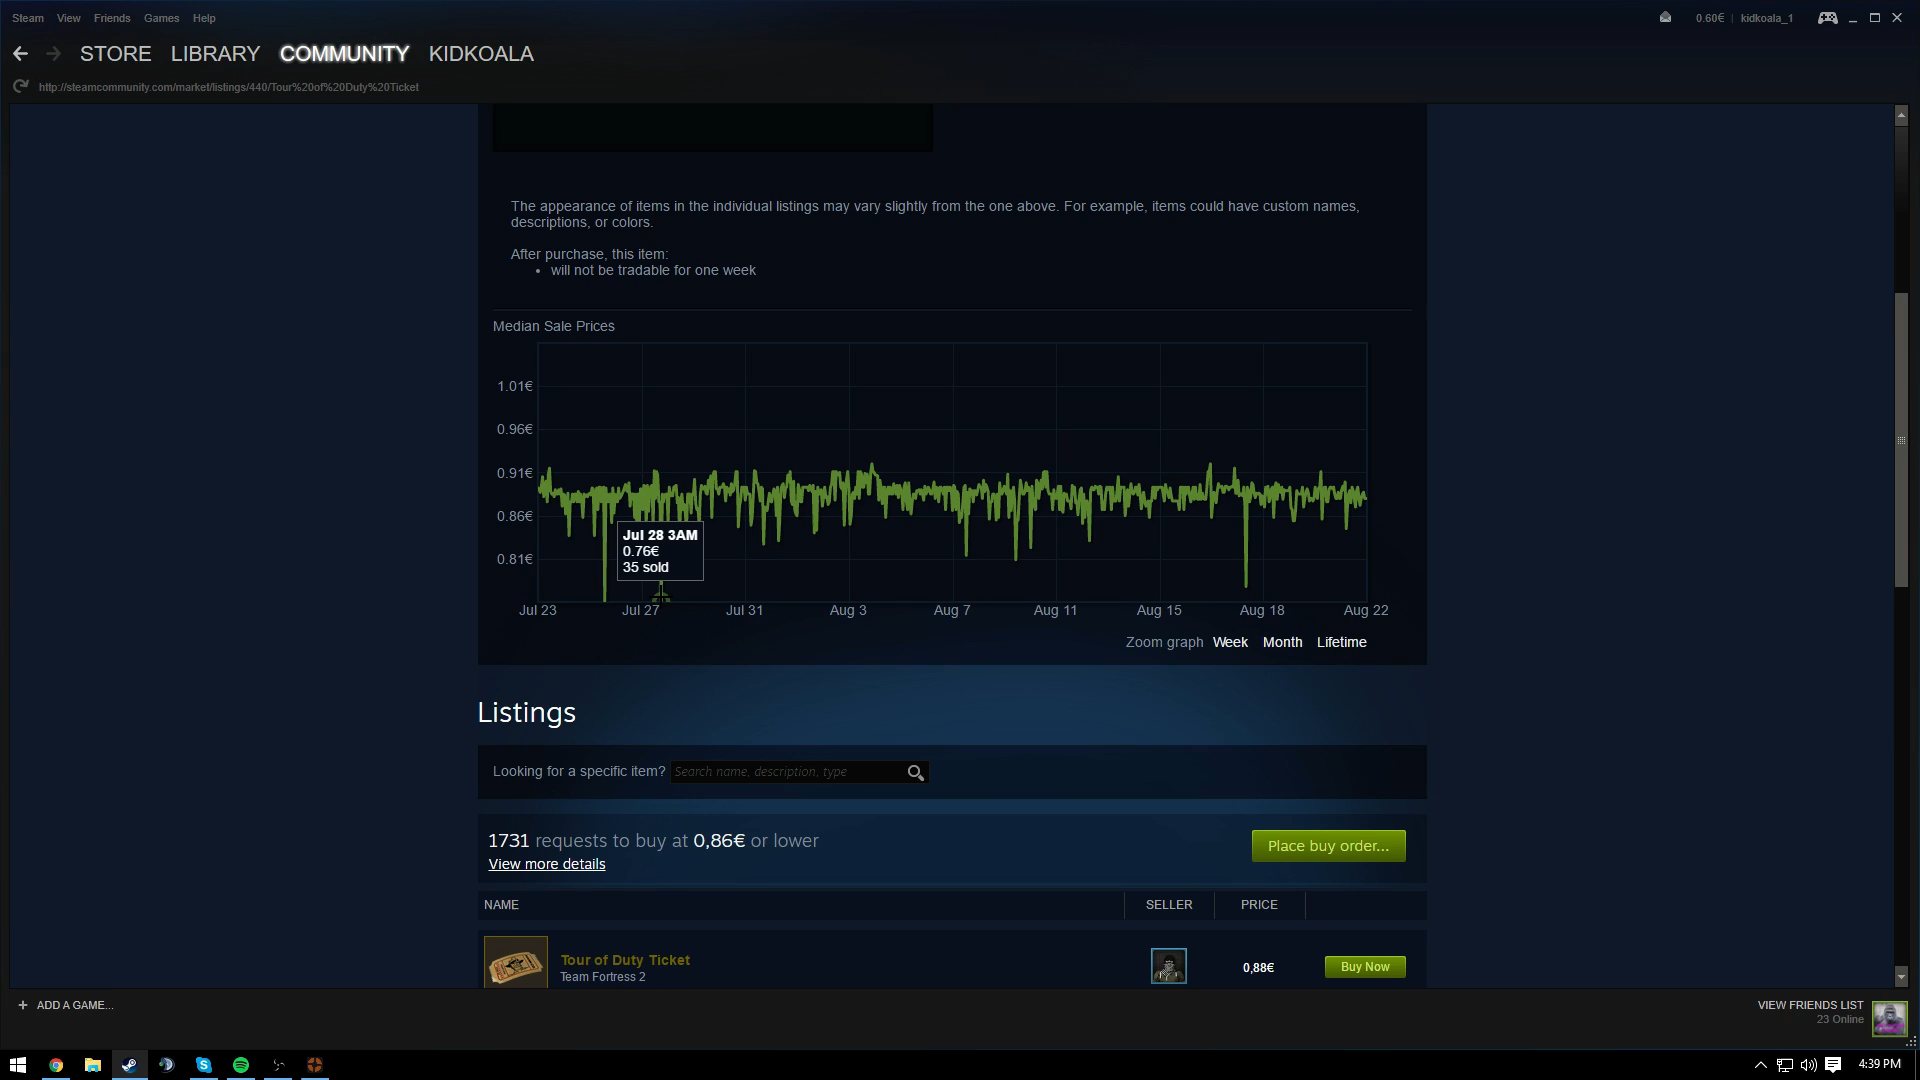 Steam View Friends Games Help
0.60€ | kidkoala_1
STORE LIBRARY COMMUNITY KIDKOALA
http://steamcommunity.com/market/listings/440/Tour%20of%20Duty%20Ticket
The appearance of items in the individual listings may vary slightly from the one above. For example, items could have custom names,
descriptions, or colors.
After purchase, this item:
• will not be tradable for one week
Median Sale Prices
1.01€
0.96€
0.91€
0.86€
0.81€
Jul 28 3AM
0.76€
35 sold
Jul 23 Jul 27 Jul 31 Aug 3 Aug 7 Aug 11 Aug 15 Aug 18 Aug 22
Zoom graph Week Month Lifetime
Listings
Looking for a specific item? Search name, description, type
1731 requests to buy at 0,86€ or lower
Place buy order...
View more details
NAME SELLER PRICE
Tour of Duty Ticket
Team Fortress 2
0,88€
Buy Now
+ ADD A GAME...
VIEW FRIENDS LIST
23 Online
4:39 PM